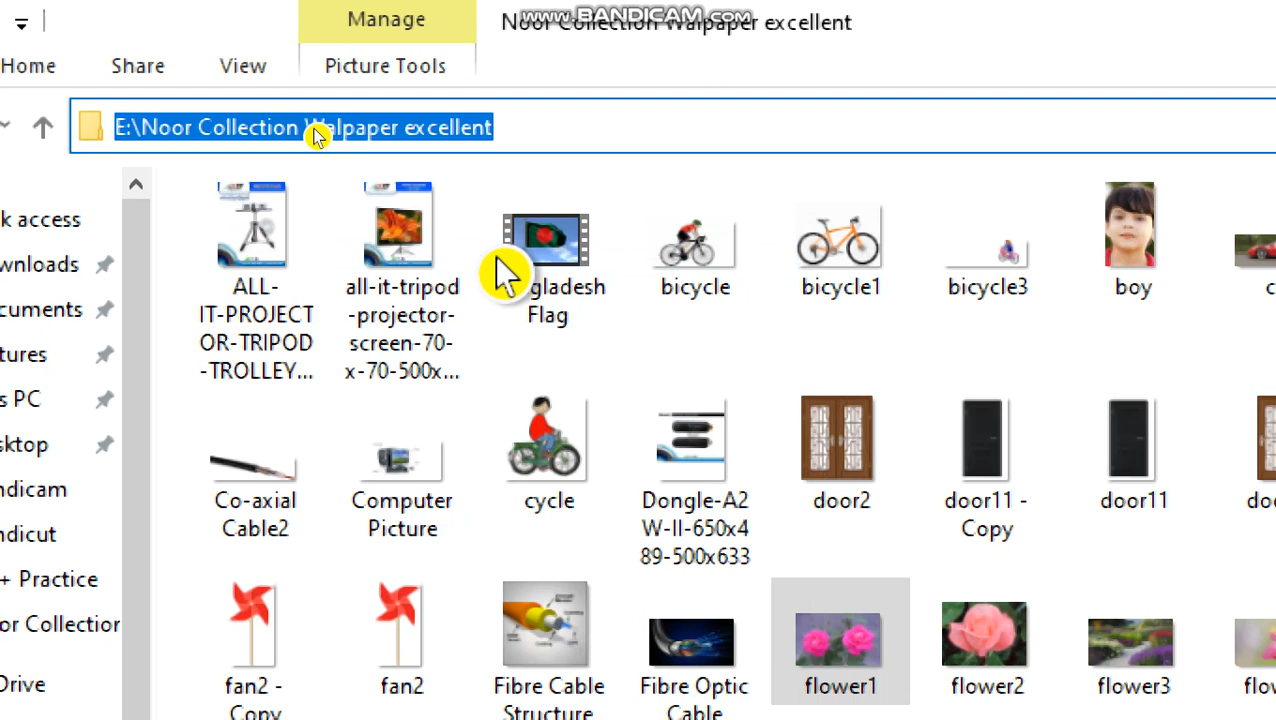 www.BANDICAM.com
Manage
Noor Collection Walpaper excellent
Home
Share
View
Picture Tools
E:\Noor Collection Walpaper excellent
k access
wnloads
cuments
tures
s PC
sktop
ndicam
ndicut
+ Practice
or Collection
Drive
ALL-
IT-PROJECT
OR-TRIPOD
-TROLLEY...
all-it-tripod
-projector-
screen-70-
x-70-500x...
gladesh
Flag
bicycle
bicycle1
bicycle3
boy
c
Co-axial
Cable2
Computer
Picture
cycle
Dongle-A2
W-II-650x4
89-500x633
door2
door11 -
Copy
door11
doo
fan2 -
Copy
fan2
Fibre Cable
Structure
Fibre Optic
Cable
flower1
flower2
flower3
flow